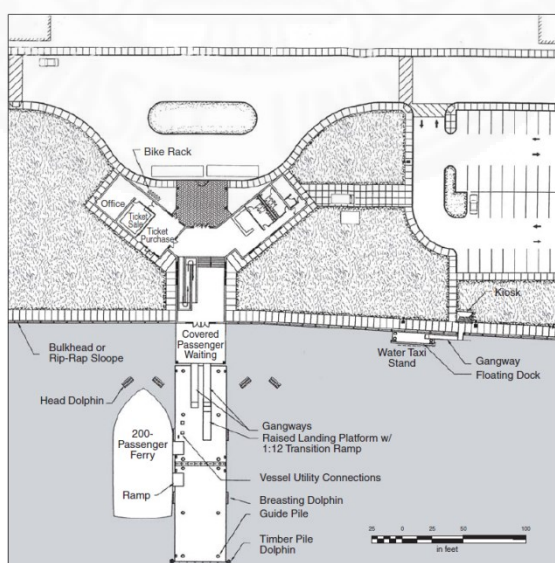 Bike Rack
Office
Ticket
Sale
Ticket
Purchase
Kiosk
Bulkhead or
Rip-Rap Sloope
Covered
Passenger
Waiting
Water Taxi
Stand
Gangway
Floating Dock
Head Dolphin
200-
Passenger
Ferry
Gangways
Raised Landing Platform w/
1:12 Transition Ramp
Vessel Utility Connections
Ramp
Breasting Dolphin
Guide Pile
Timber Pile
Dolphin
25 0 25 50 100
in feet